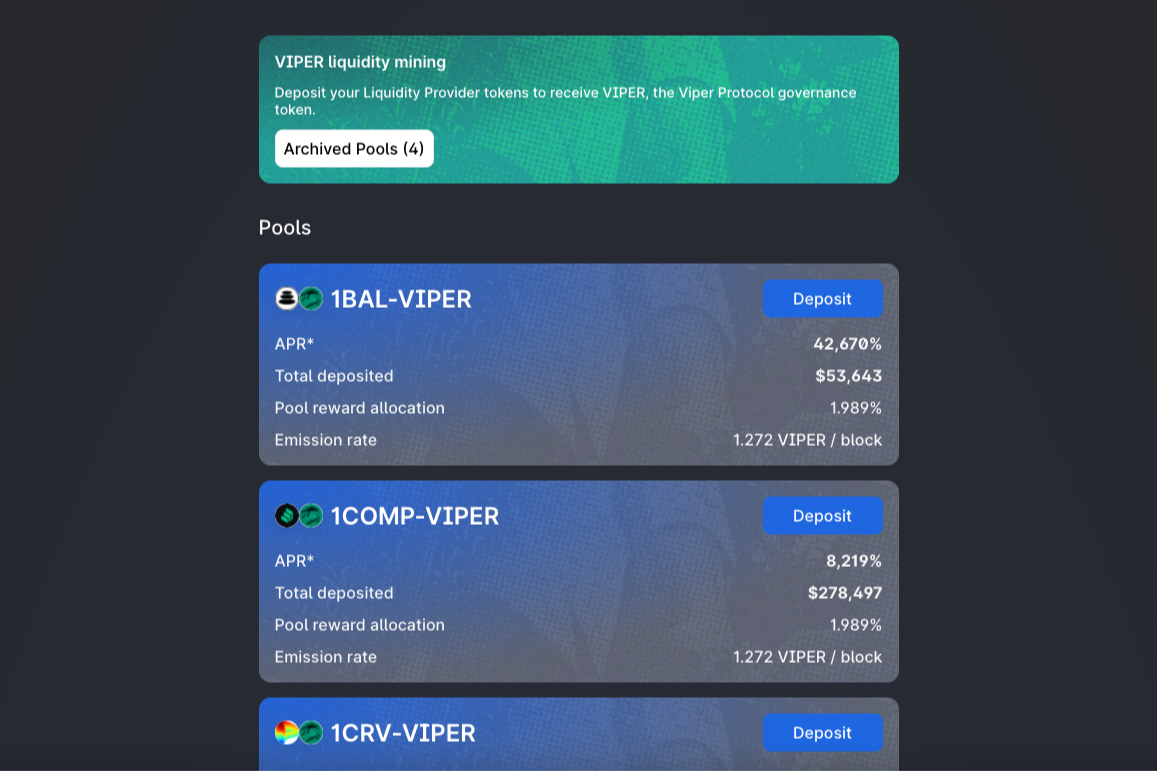 VIPER liquidity mining
Deposit your Liquidity Provider tokens to receive VIPER, the Viper Protocol governance
token.
Archived Pools (4)
Pools
1BAL-VIPER
Deposit
APR*
42,670%
Total deposited
$53,643
Pool reward allocation
1.989%
Emission rate
1.272 VIPER / block
1COMP-VIPER
Deposit
APR*
8,219%
Total deposited
$278,497
Pool reward allocation
1.989%
Emission rate
1.272 VIPER / block
1CRV-VIPER
Deposit